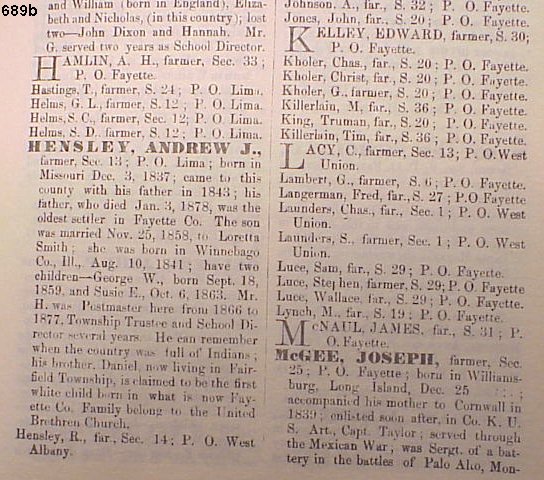 689b
and William (born in England), Eliza-
beth and Nicholas, (in this country); lost
two—John Dixon and Hannah. Mr.
G. served two years as School Director.
HAMLIN, A. H., farmer, Sec. 33;
P. O. Fayette.
Hastings, T., farmer, S. 24; P. O. Lima.
Helms, G. L., farmer, S. 12; P. O. Lima.
Helms, S. C., farmer, Sec. 12; P. O. Lima.
Helms, S. D. farmer, S. 12; P. O. Lima.
HENSLEY, ANDREW J.,
farmer, Sec. 13; P. O. Lima; born in
Missouri Dec. 3, 1837; came to this
county with his father in 1843; his
father, who died Jan. 3, 1878, was the
oldest settler in Fayette Co. The son
was married Nov. 25, 1858, to Loretta
Smith; she was born in Winnebago
Co., Ill., Aug. 10, 1841; have two
children—George W., born Sept. 18,
1859, and Susie E., Oct. 6, 1863. Mr.
H. was Postmaster here from 1866 to
1877, Township Trustee and School Di-
rector several years. He can remember
when the country was full of Indians;
his brother, Daniel, now living in Fair-
field Township, is claimed to be the first
white child born in what is now Fay-
ette Co. Family belong to the United
Brethren Church.
Hensley, R., far., Sec. 14; P. O. West
Albany.
Johnson, A., far., S. 32; P. O. Fayette.
Jones, John, far., S. 20; P. O. Fayette.
KELLEY, EDWARD, farmer, S. 30;
P. O. Fayette.
Kholer, Chas., far., S. 20; P. O. Fayette.
Kholer, Christ, far., S. 20; P. O. Fayette.
Kholer, G., farmer, S. 20; P. O. Fayette.
Killerlain, M, far., S. 36; P. O. Fayette.
King, Truman, far., S. 20; P. O. Fayette.
Killerlain, Tim, far., S. 36; P. O. Fayette.
LACY, C., farmer, Sec. 13; P. O. West
Union.
Lambert, G., farmer, S. 6; P. O. Fayette.
Langerman, Fred, far., S. 27; P. O Fayette
Launders, Chas., far., Sec. 1; P. O. West
Union.
Launders, S., farmer, Sec. 1; P. O. West
Union.
Luce, Sam, far., S. 29; P. O. Fayette.
Luce, Stephen, farmer, S. 29; P. O. Fayette
Luce, Wallace, far., S. 29; P. O. Fayette.
Lynch, M., far., S. 19; P. O. Fayette.
McNAUL, JAMES, far., S. 31; P.
O. Fayette.
McGEE, JOSEPH, farmer, Sec.
25; P. O. Fayette; born in Williams-
burg, Long Island, Dec. 25
accompanied his mother to Cornwall in
1839; enlisted soon after, in Co. K. U.
S. Art., Capt. Taylor; served through
the Mexican War, was Sergt. of a bat-
tery in the battles of Palo Alto, Mon-